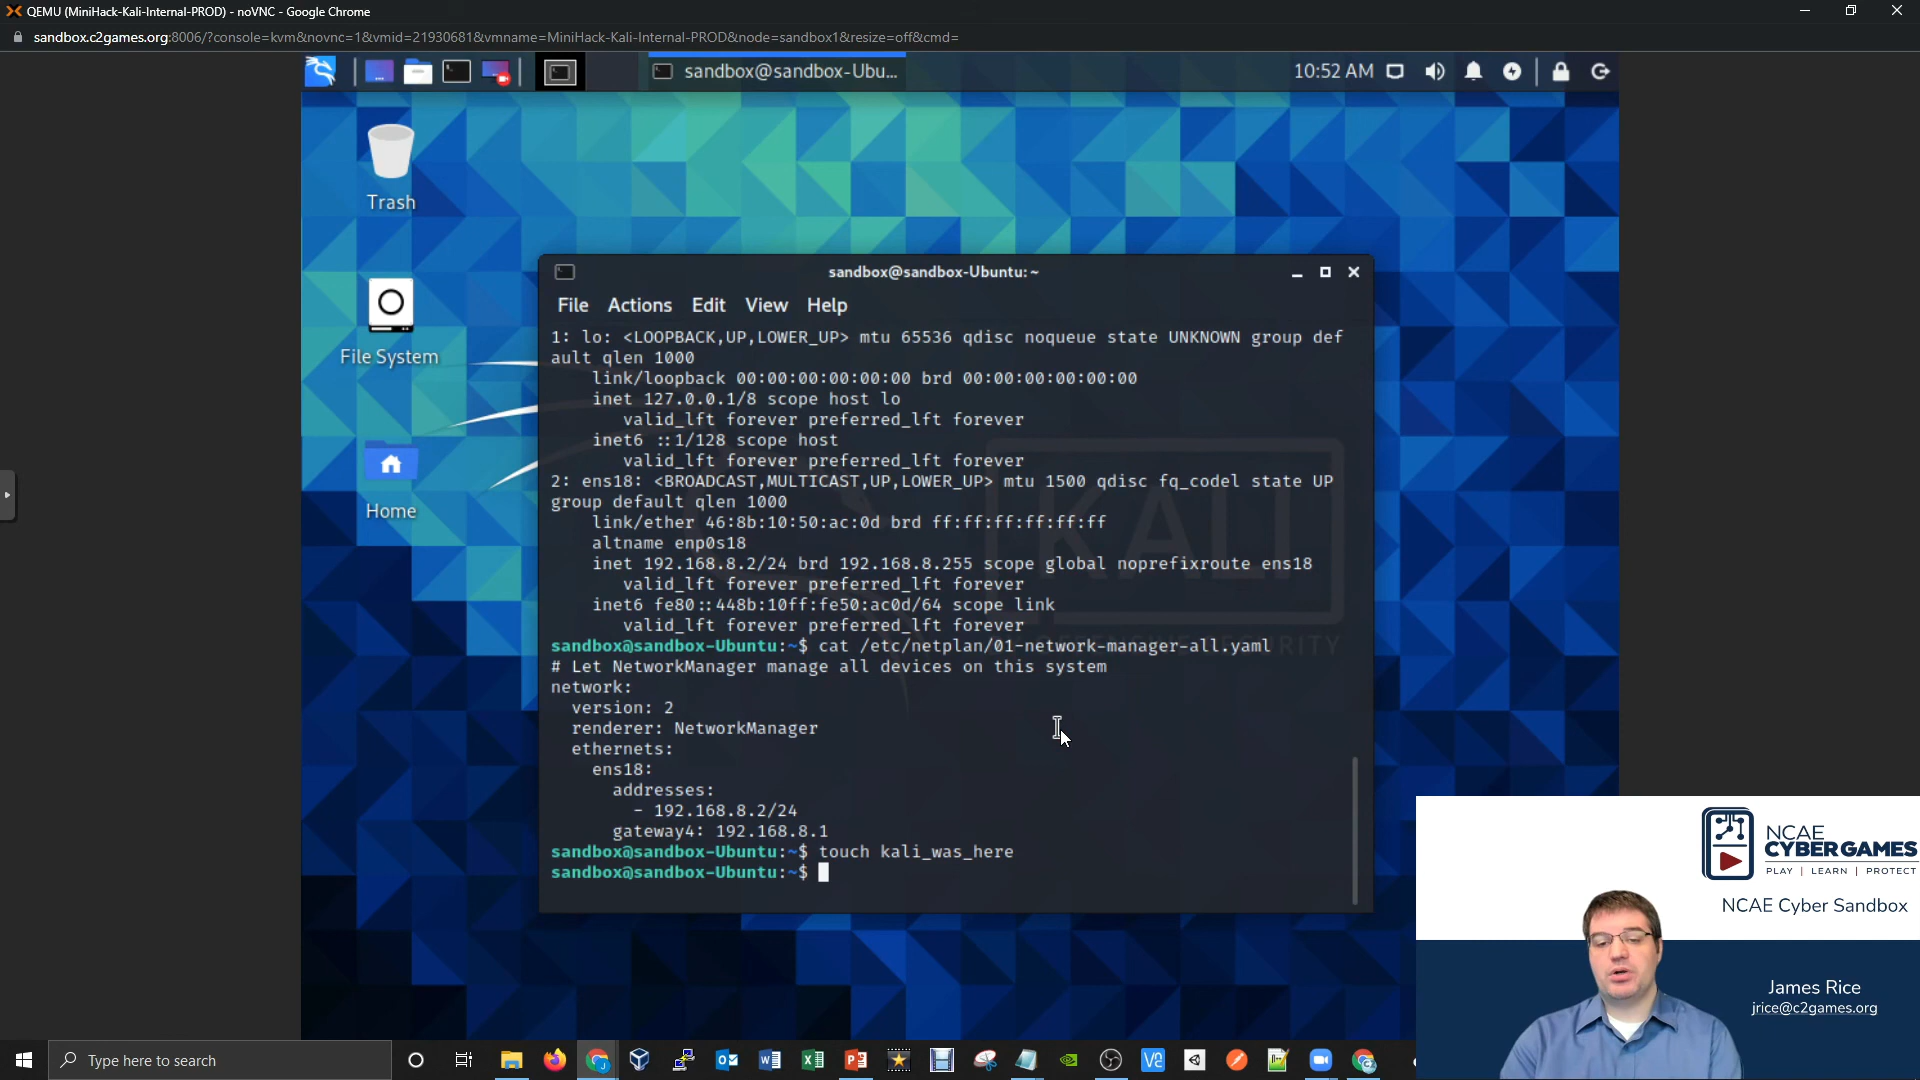 QEMU (MiniHack-Kali-Internal-PROD) - noVNC - Google Chrome
sandbox.c2games.org:8006/?console=kvm&novnc=1&vmid=21930681&vmname=MiniHack-Kali-Internal-PROD&node=sandbox1&resize=off&cmd=
sandbox@sandbox-Ubu...
10:52 AM
Trash
File System
Home
sandbox@sandbox-Ubuntu: ~
File Actions Edit View Help
1: lo: <LOOPBACK,UP,LOWER_UP> mtu 65536 qdisc noqueue state UNKNOWN group def
ault qlen 1000
link/loopback 00:00:00:00:00:00 brd 00:00:00:00:00:00
inet 127.0.0.1/8 scope host lo
valid_lft forever preferred_lft forever
inet6 ::1/128 scope host
valid_lft forever preferred_lft forever
2: ens18: <BROADCAST,MULTICAST,UP,LOWER_UP> mtu 1500 qdisc fq_codel state UP
group default qlen 1000
link/ether 46:8b:10:50:ac:0d brd ff:ff:ff:ff:ff:ff
altname enp0s18
inet 192.168.8.2/24 brd 192.168.8.255 scope global noprefixroute ens18
valid_lft forever preferred_lft forever
inet6 fe80::448b:10ff:fe50:ac0d/64 scope link
valid_lft forever preferred_lft forever
sandbox@sandbox-Ubuntu:~$ cat /etc/netplan/01-network-manager-all.yaml
# Let NetworkManager manage all devices on this system
network:
version: 2
renderer: NetworkManager
ethernets:
ens18:
addresses:
- 192.168.8.2/24
gateway4: 192.168.8.1
sandbox@sandbox-Ubuntu:~$ touch kali_was_here
sandbox@sandbox-Ubuntu:~$
KALI
NCAE
CYBERGAMES
PLAY | LEARN | PROTECT
NCAE Cyber Sandbox
James Rice
jrice@c2games.org
Type here to search